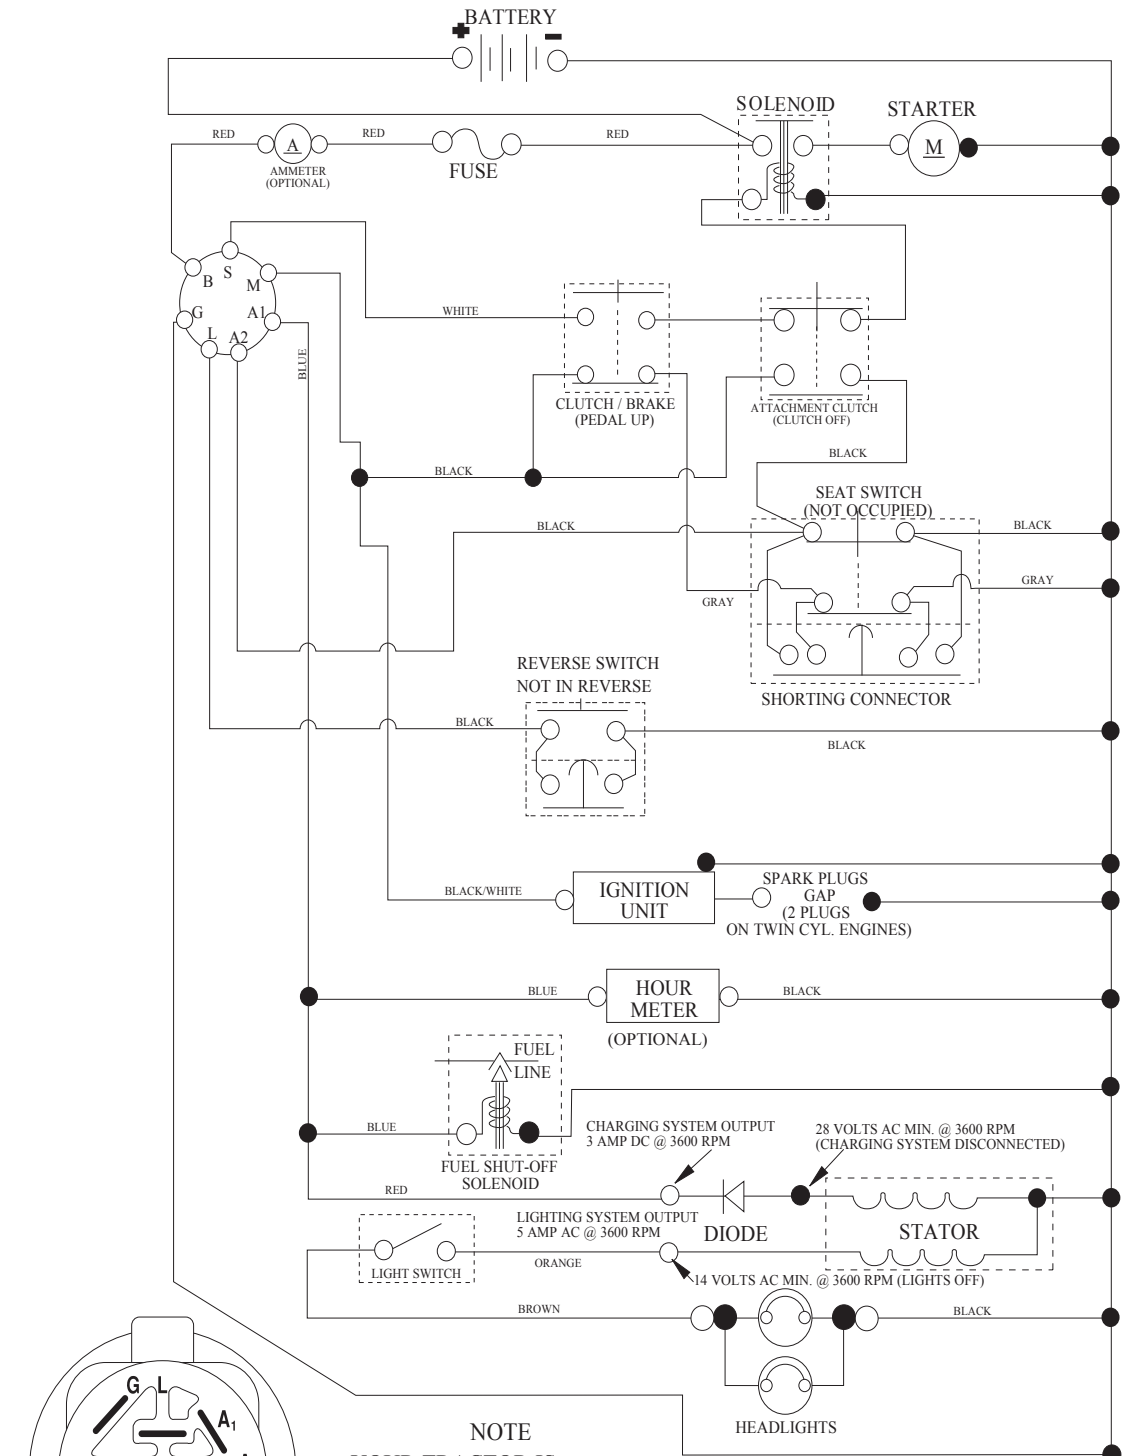 BATTERY
SOLENOID
STARTER
RED
A
RED
RED
M
AMMETER
(OPTIONAL)
FUSE
S
B
M
G
A1
L
A2
BLUE
WHITE
CLUTCH / BRAKE
(PEDAL UP)
ATTACHMENT CLUTCH
(CLUTCH OFF)
BLACK
BLACK
SEAT SWITCH
(NOT OCCUPIED)
BLACK
BLACK
GRAY
GRAY
SHORTING CONNECTOR
REVERSE SWITCH
NOT IN REVERSE
BLACK
BLACK
BLACK/WHITE
IGNITION
UNIT
SPARK PLUGS
GAP
(2 PLUGS
ON TWIN CYL. ENGINES)
BLUE
HOUR
METER
BLACK
(OPTIONAL)
FUEL
LINE
BLUE
FUEL SHUT-OFF
SOLENOID
CHARGING SYSTEM OUTPUT
3 AMP DC @ 3600 RPM
28 VOLTS AC MIN. @ 3600 RPM
(CHARGING SYSTEM DISCONNECTED)
RED
LIGHTING SYSTEM OUTPUT
5 AMP AC @ 3600 RPM
DIODE
STATOR
LIGHT SWITCH
ORANGE
14 VOLTS AC MIN. @ 3600 RPM (LIGHTS OFF)
BROWN
BLACK
HEADLIGHTS
G L
A1
NOTE
YOUR TRACTOR IS